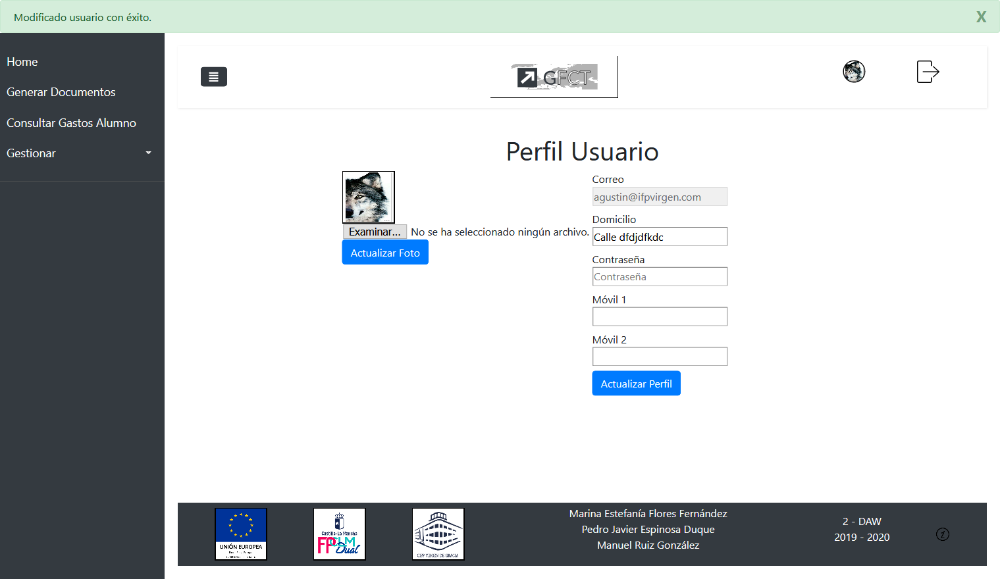 Modificado usuario con éxito.
X
Home
Generar Documentos
Consultar Gastos Alumno
Gestionar
GFCT
Perfil Usuario
Examinar... No se ha seleccionado ningún archivo.
Actualizar Foto
Correo
agustin@ifpvirgen.com
Domicilio
Calle dfdjdfkdc
Contraseña
Contraseña
Móvil 1
Móvil 2
Actualizar Perfil
UNIÓN EUROPEA
Castilla-La Mancha
FP CLM
Dual
CIFP VIRGEN DE GRACIA
Marina Estefanía Flores Fernández
Pedro Javier Espinosa Duque
Manuel Ruiz González
2 - DAW
2019 - 2020